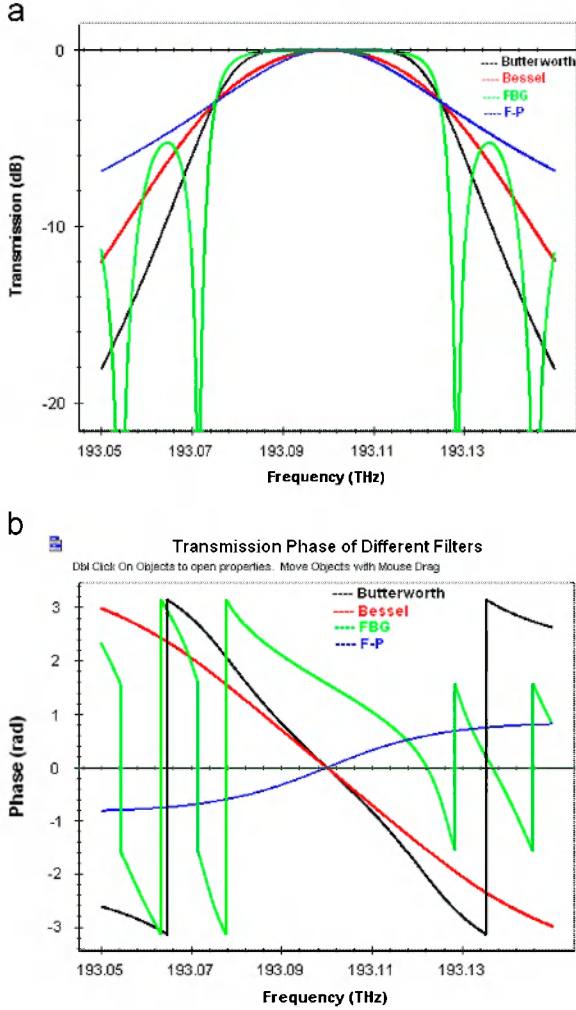 a
0
-10
-20
Transmission (dB)
Butterworth
Bessel
FBG
F-P
193.05 193.07 193.09 193.11 193.13
Frequency (THz)
b
Transmission Phase of Different Filters
Dbl Click On Objects to open properties. Move Objects with Mouse Drag
3
2
1
0
-1
-2
-3
Phase (rad)
Butterworth
Bessel
FBG
F-P
193.05 193.07 193.09 193.11 193.13
Frequency (THz)